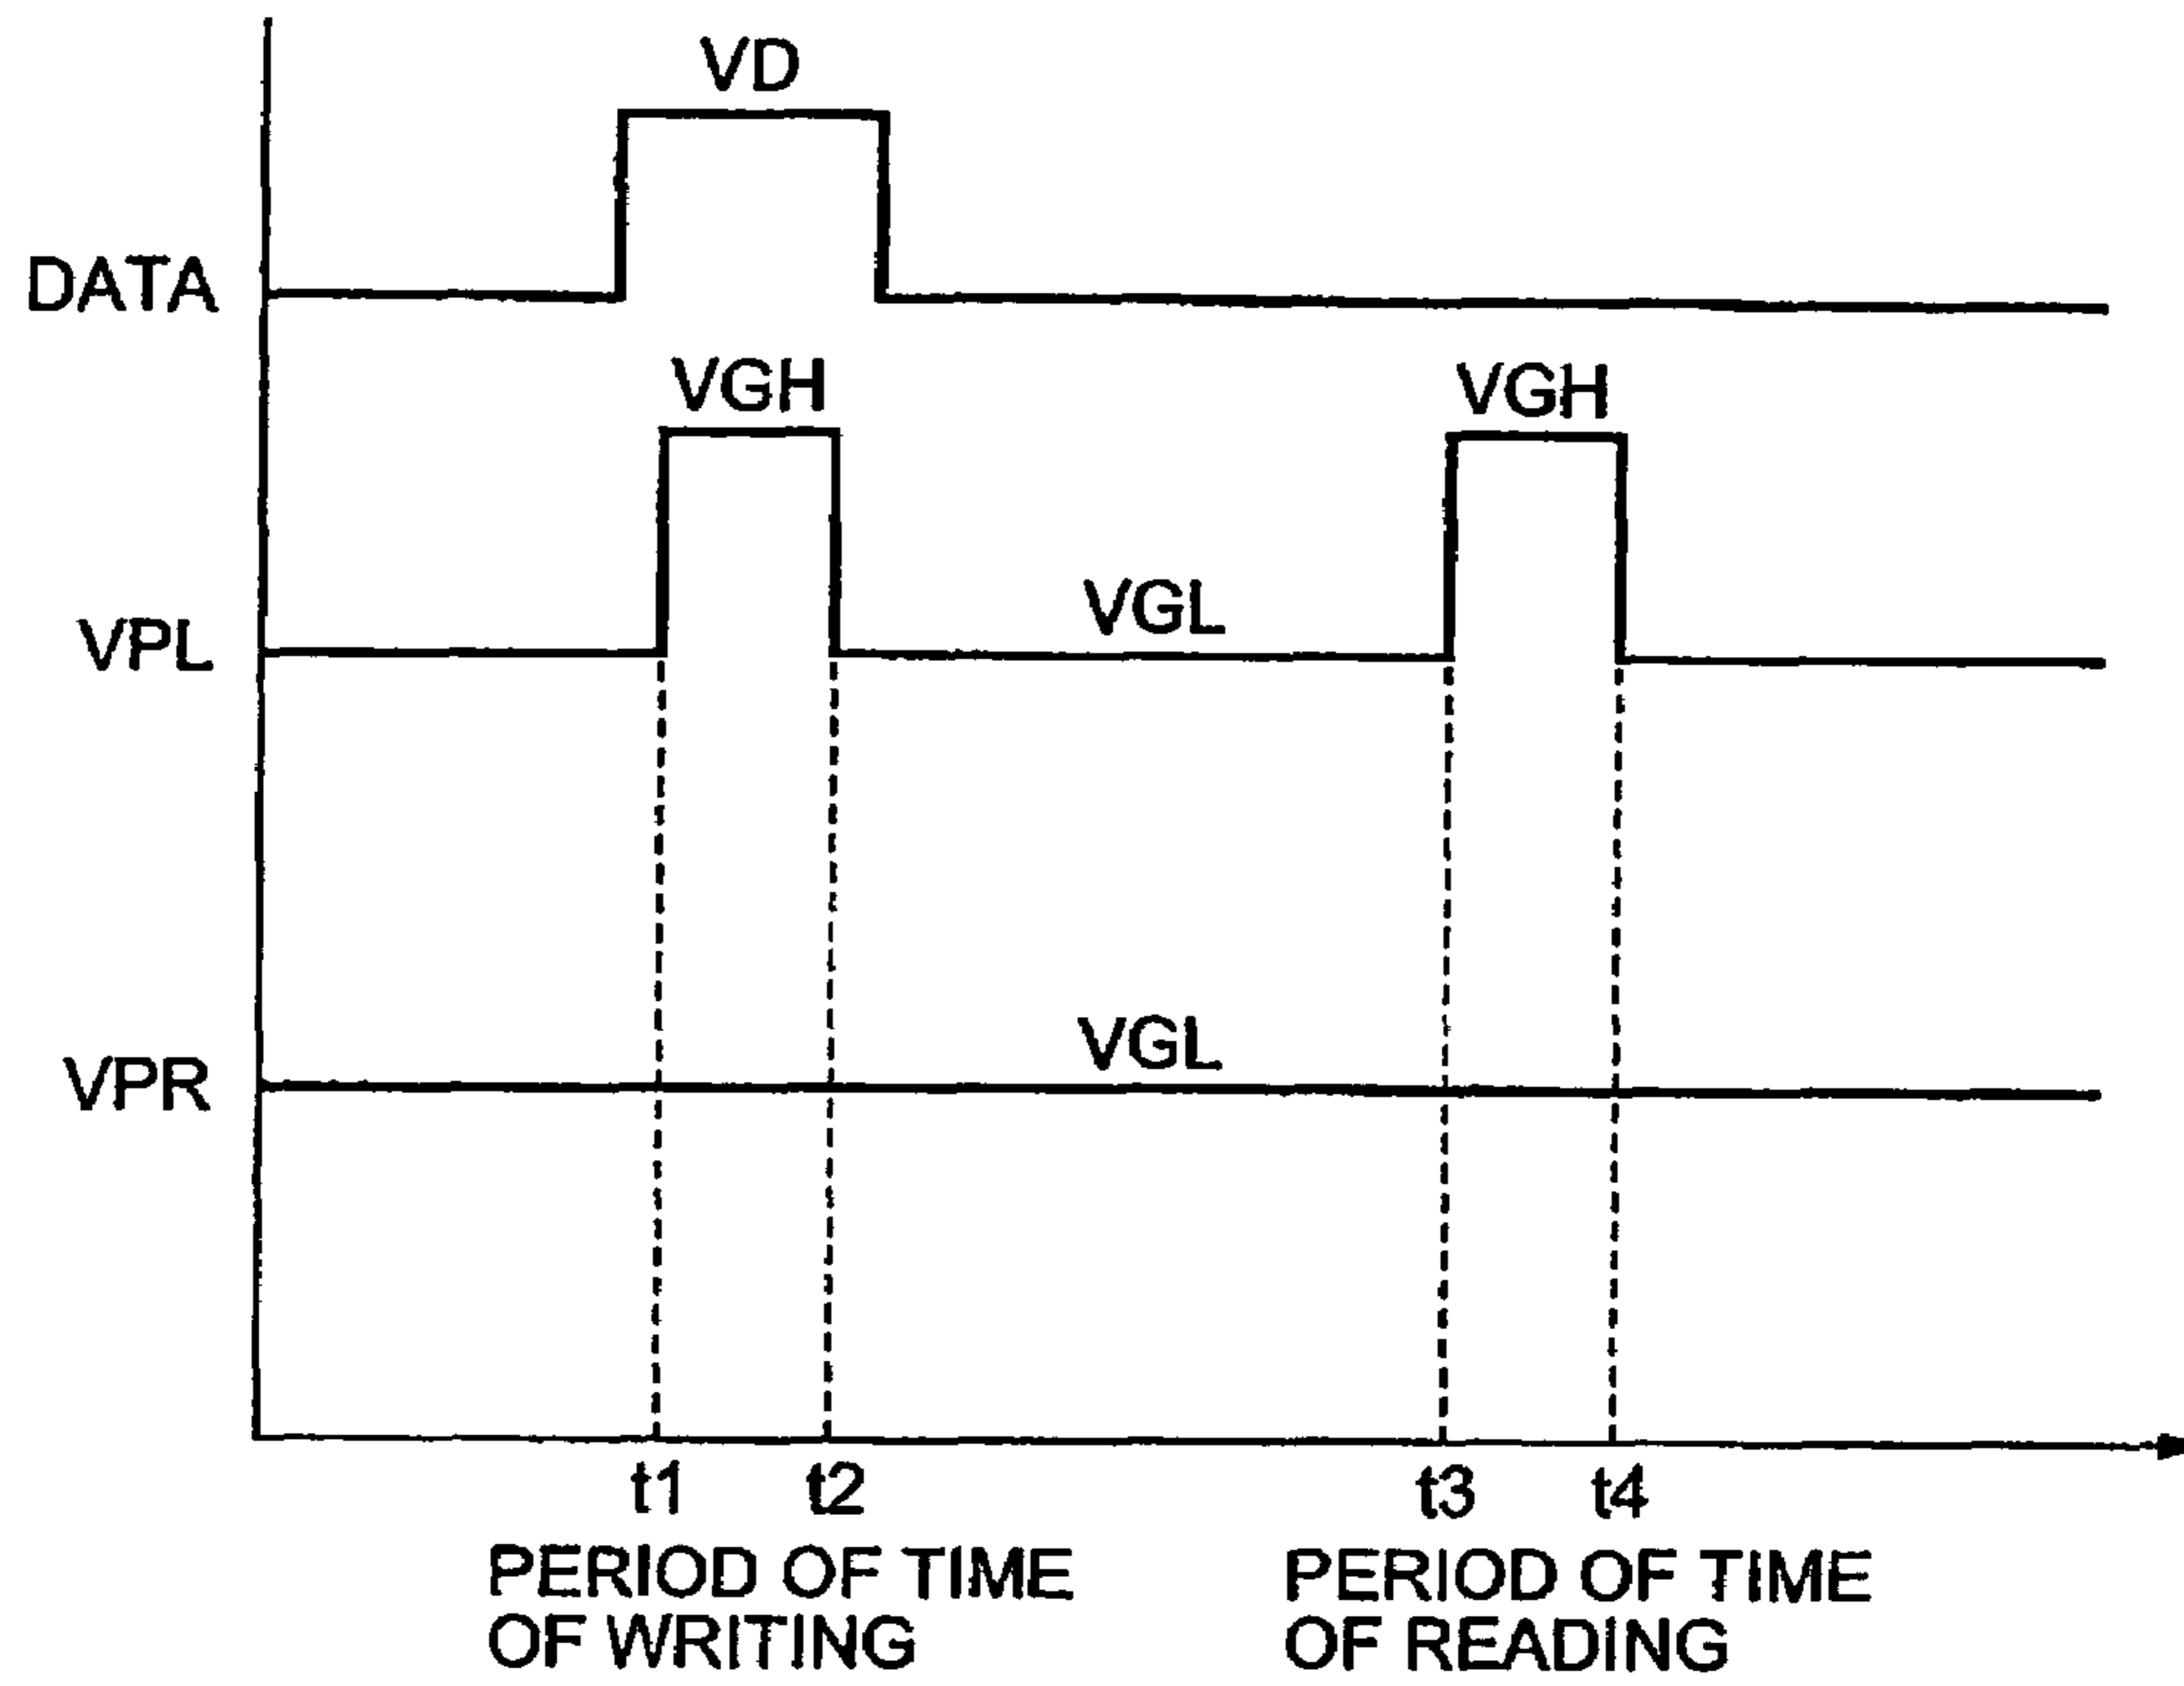 VD
DATA
VGH
VGH
VPL
VGL
VPR
VGL
t1
t2
t3
t4
PERIOD OF TIME
OF WRITING
PERIOD OF TIME
OF READING